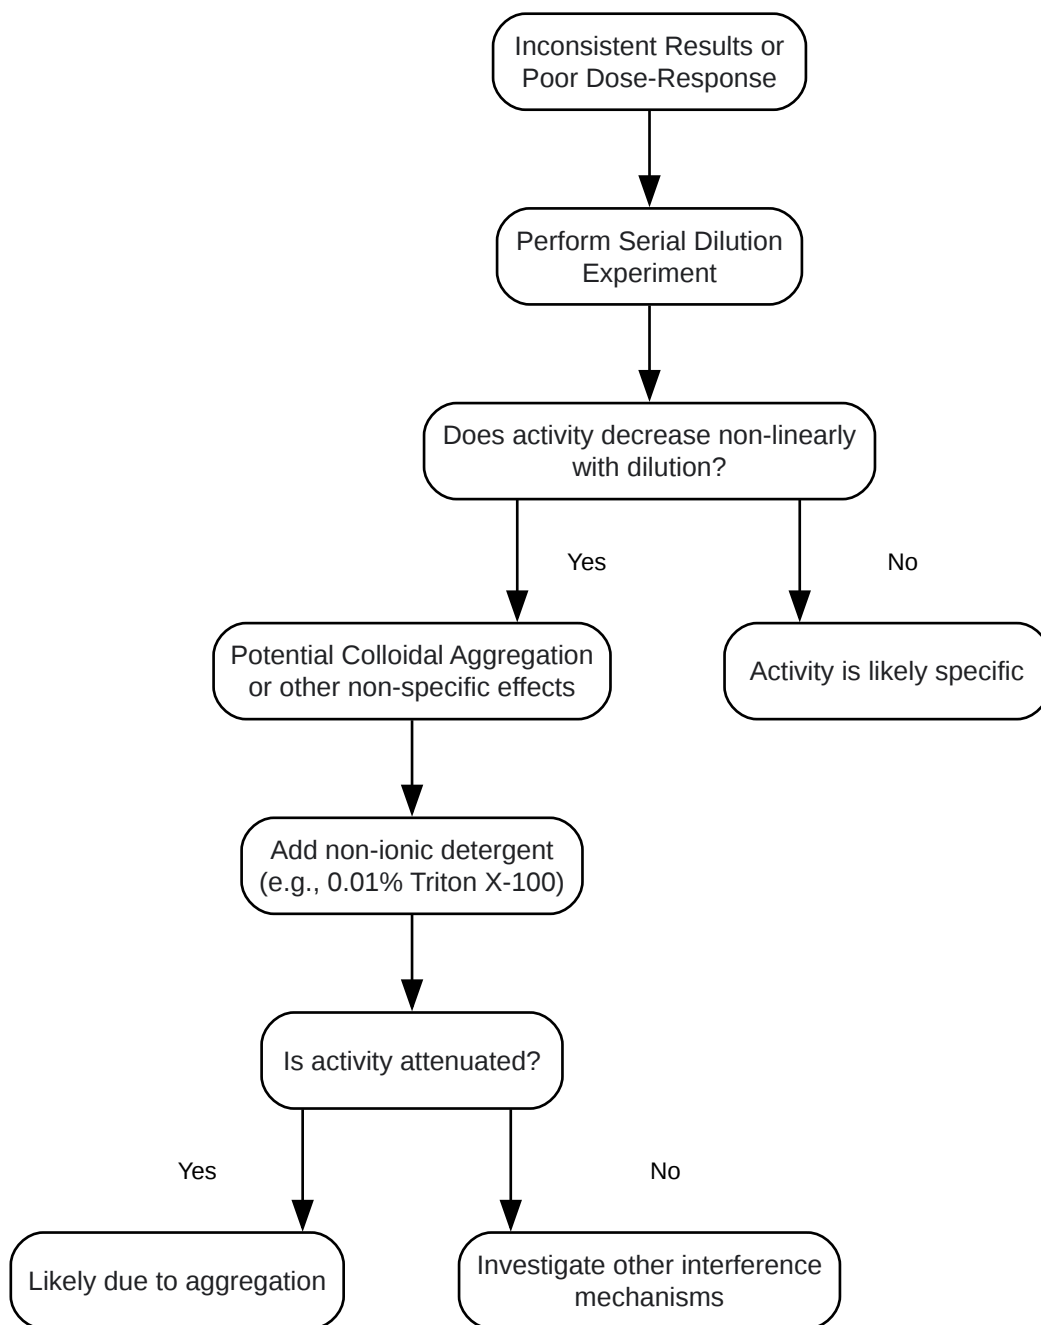 Inconsistent Results or
Poor Dose-Response
Perform Serial Dilution
Experiment
Does activity decrease non-linearly
with dilution?
Yes
No
Potential Colloidal Aggregation
or other non-specific effects
Activity is likely specific
Add non-ionic detergent
(e.g., 0.01% Triton X-100)
Is activity attenuated?
Yes
No
Likely due to aggregation
Investigate other interference
mechanisms